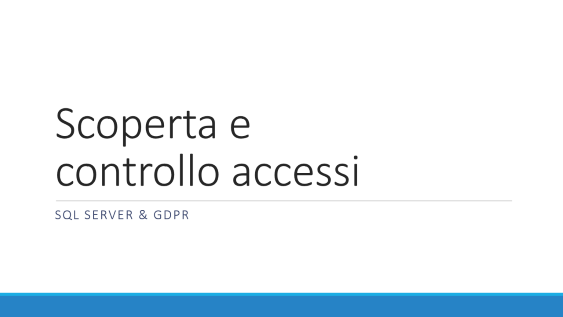 Scoperta e
controllo accessi
SQL SERVER & GDPR